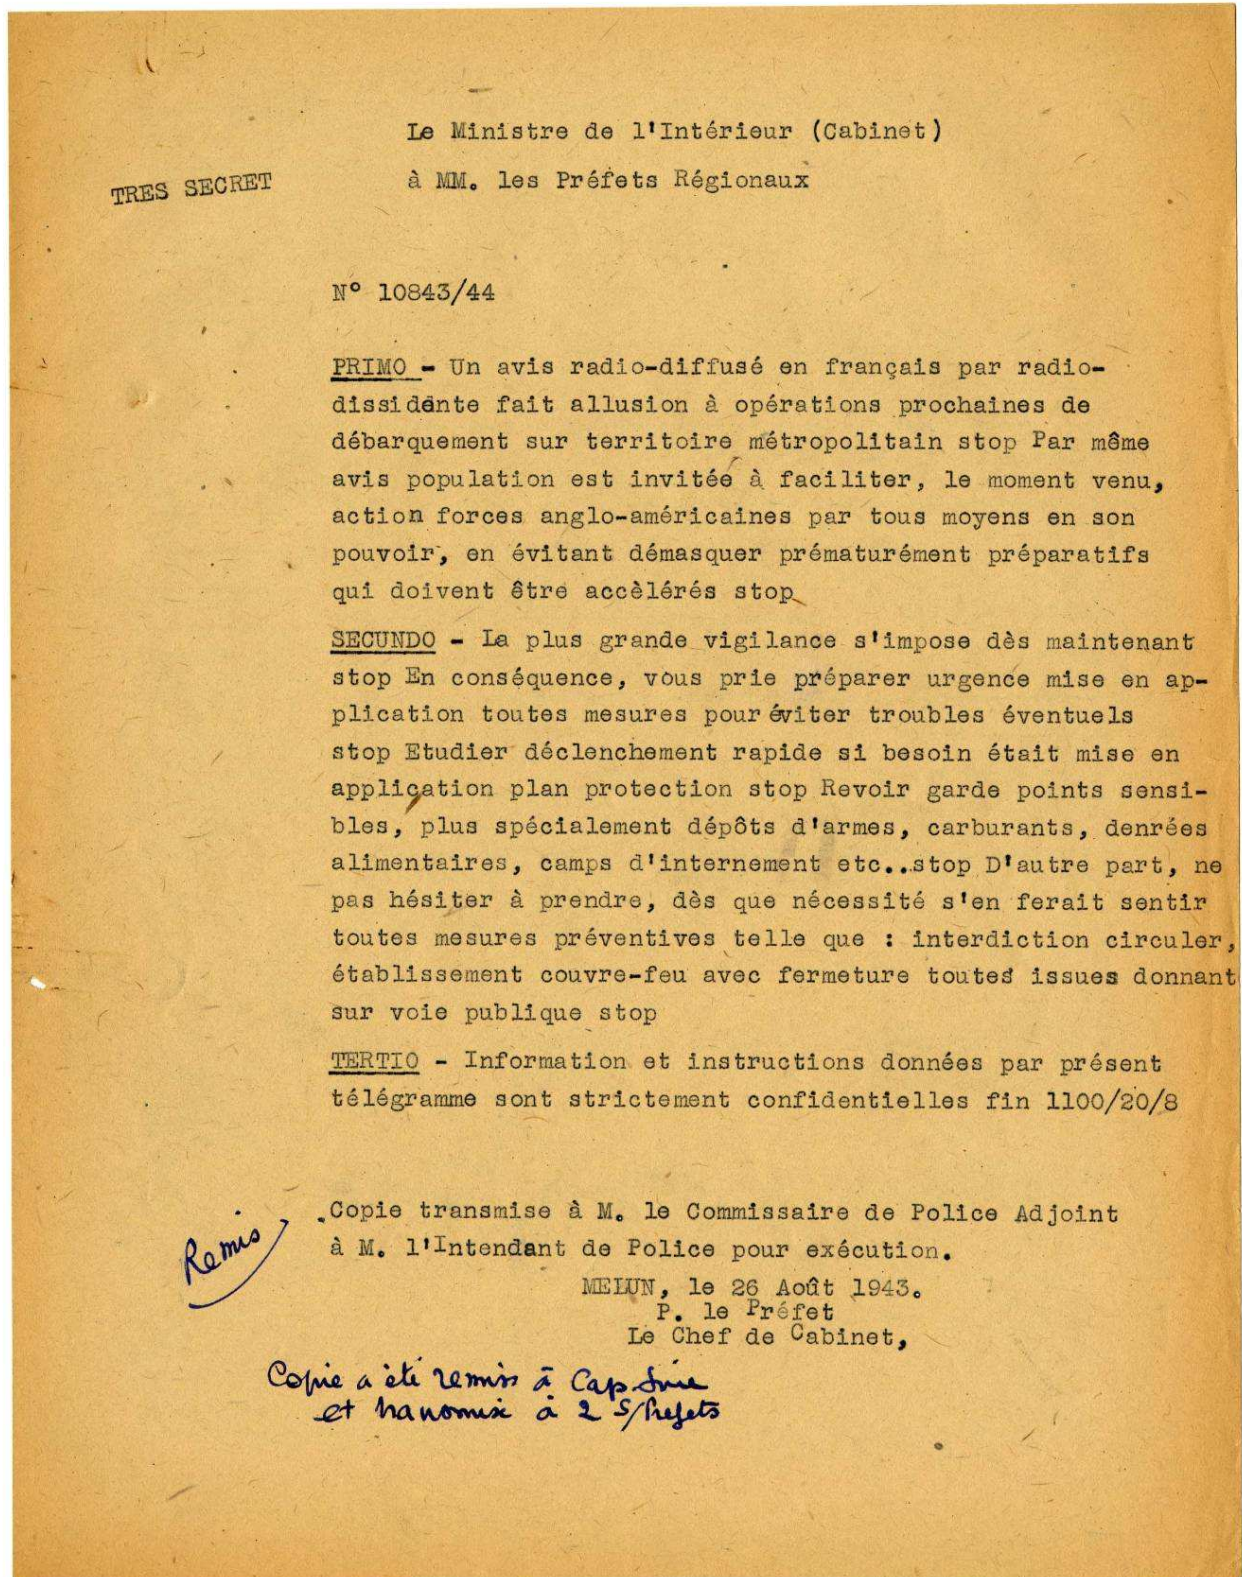 Le Ministre de l'Intérieur (Cabinet)
TRES SECRET
à MM. les Préfets Régionaux
N° 10843/44
PRIMO - Un avis radio-diffusé en français par radio-
dissidente fait allusion à opérations prochaines de
débarquement sur territoire métropolitain stop Par même
avis population est invitée à faciliter, le moment venu,
action forces anglo-américaines par tous moyens en son
pouvoir, en évitant démasquer prématurément préparatifs
qui doivent être accèlérés stop
SECUNDO - La plus grande vigilance s'impose dès maintenant
stop En conséquence, vous prie préparer urgence mise en ap-
plication toutes mesures pour éviter troubles éventuels
stop Etudier déclenchement rapide si besoin était mise en
application plan protection stop Revoir garde points sensi-
bles, plus spécialement dépôts d'armes, carburants, denrées
alimentaires, camps d'internement etc..stop D'autre part, ne
pas hésiter à prendre, dès que nécessité s'en ferait sentir
toutes mesures préventives telle que : interdiction circuler,
établissement couvre-feu avec fermeture toutes issues donnant
sur voie publique stop
TERTIO - Information et instructions données par présent
télégramme sont strictement confidentielles fin 1100/20/8
Copie transmise à M. le Commissaire de Police Adjoint
Remis
à M. l'Intendant de Police pour exécution.
MELUN, le 26 Août 1943.
P. le Préfet
Le Chef de Cabinet,
Copie a été remis à Cap.
et transmise à 2 S/Préfets